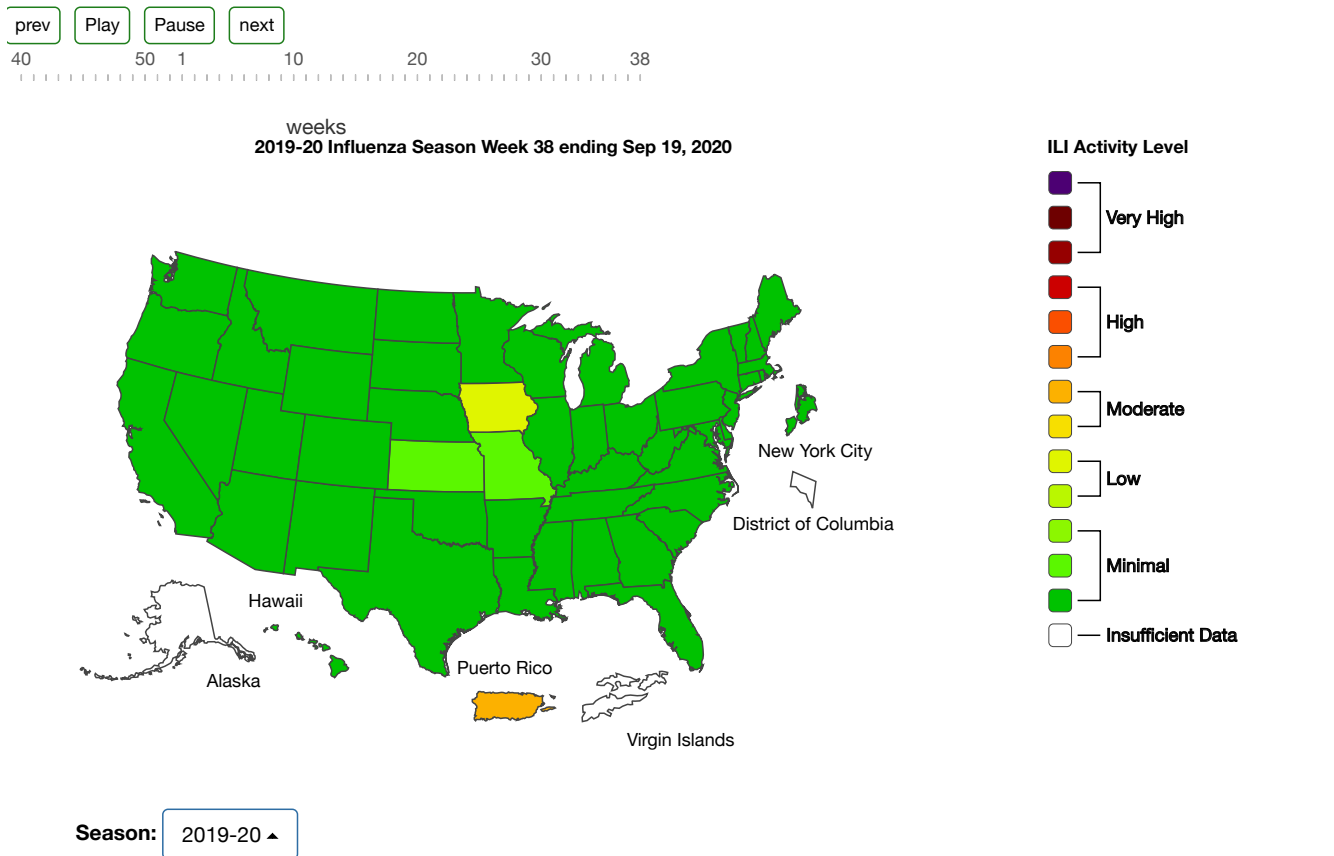 prev Play Pause next
40 50 1 10 20 30 38
weeks
2019-20 Influenza Season Week 38 ending Sep 19, 2020
ILI Activity Level
Very High
High
Moderate
Low
Minimal
Insufficient Data
New York City
District of Columbia
Hawaii
Alaska
Puerto Rico
Virgin Islands
Season: 2019-20